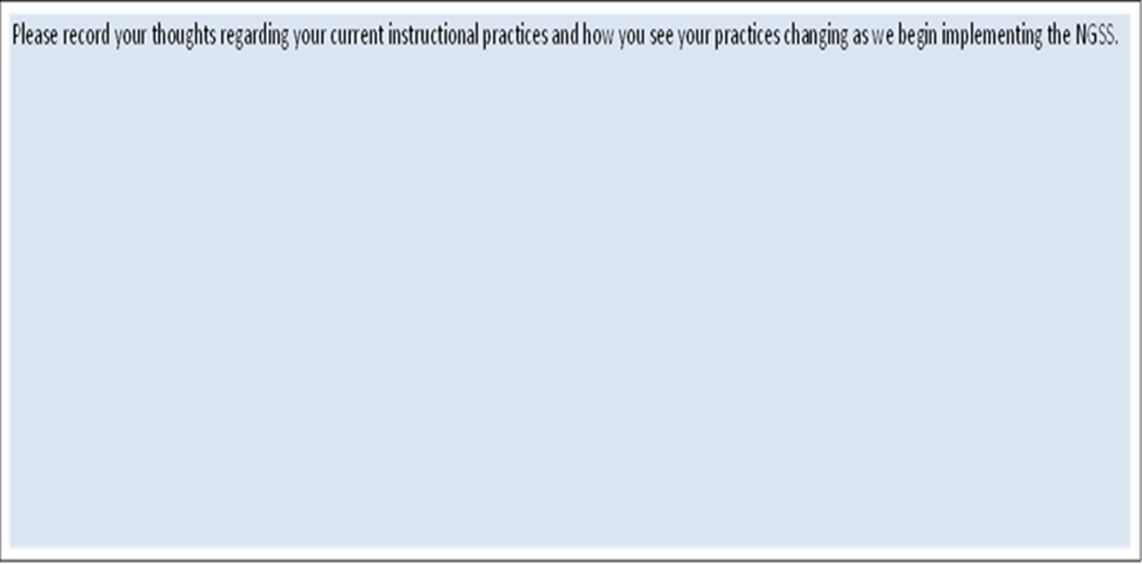 Please record your thoughts regarding your current instructional practices and how you see your practices changing as we begin implementing the NGSS.